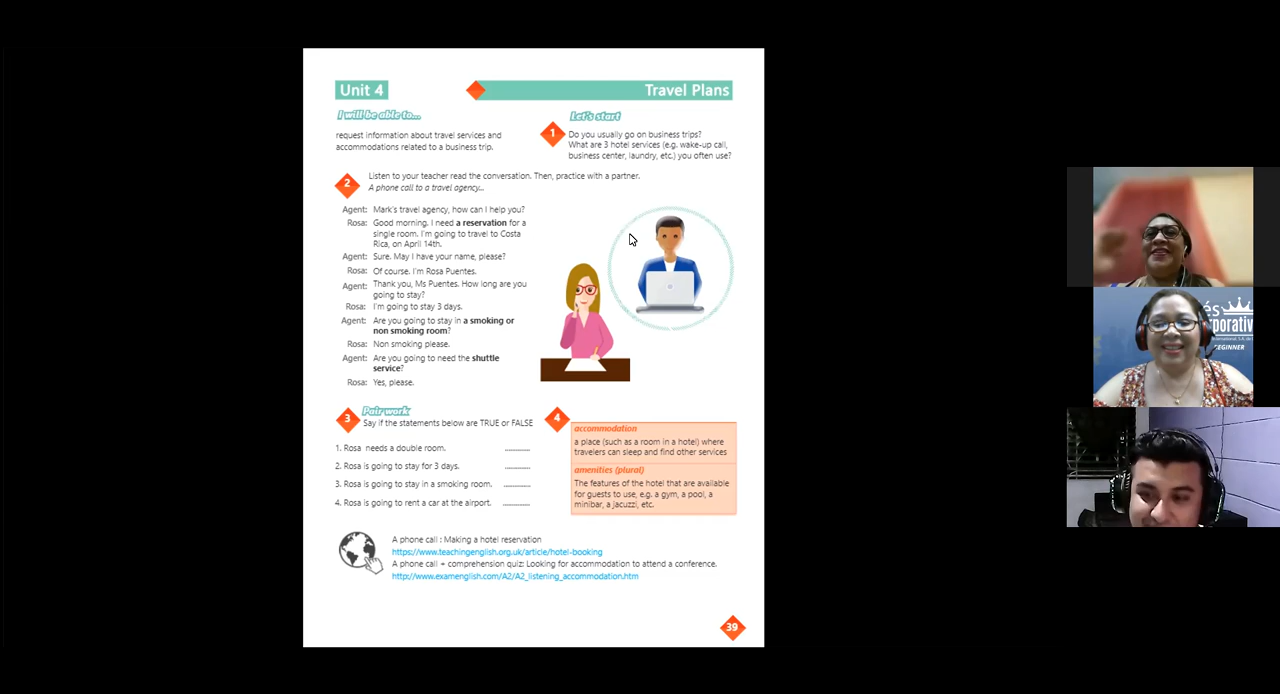 Unit 4
Travel Plans
I will be able to...
request information about travel services and
accommodations related to a business trip.
Let's start
1
Do you usually go on business trips?
What are 3 hotel services (e.g. wake-up call,
business center, laundry, etc.) you often use?
2
Listen to your teacher read the conversation. Then, practice with a partner.
A phone call to a travel agency...
Agent: Mark's travel agency, how can I help you?
Rosa: Good morning. I need a reservation for a
single room. I'm going to travel to Costa
Rica, on April 14th.
Agent: Sure. May I have your name, please?
Rosa: Of course. I'm Rosa Puentes.
Agent: Thank you, Ms Puentes. How long are you
going to stay?
Rosa: I'm going to stay 3 days.
Agent: Are you going to stay in a smoking or
non smoking room?
Rosa: Non smoking please.
Agent: Are you going to need the shuttle
service?
Rosa: Yes, please.
3
Pair work
Say if the statements below are TRUE or FALSE
1. Rosa needs a double room. ..............
2. Rosa is going to stay for 3 days. ..............
3. Rosa is going to stay in a smoking room. ..............
4. Rosa is going to rent a car at the airport. ..............
4
accommodation
a place (such as a room in a hotel) where
travelers can sleep and find other services
amenities (plural)
The features of the hotel that are available
for guests to use, e.g. a gym, a pool, a
minibar, a jacuzzi, etc.
A phone call : Making a hotel reservation
https://www.teachingenglish.org.uk/article/hotel-booking
A phone call + comprehension quiz: Looking for accommodation to attend a conference.
http://www.examenglish.com/A2/A2_listening_accommodation.htm
39
BEGINNER